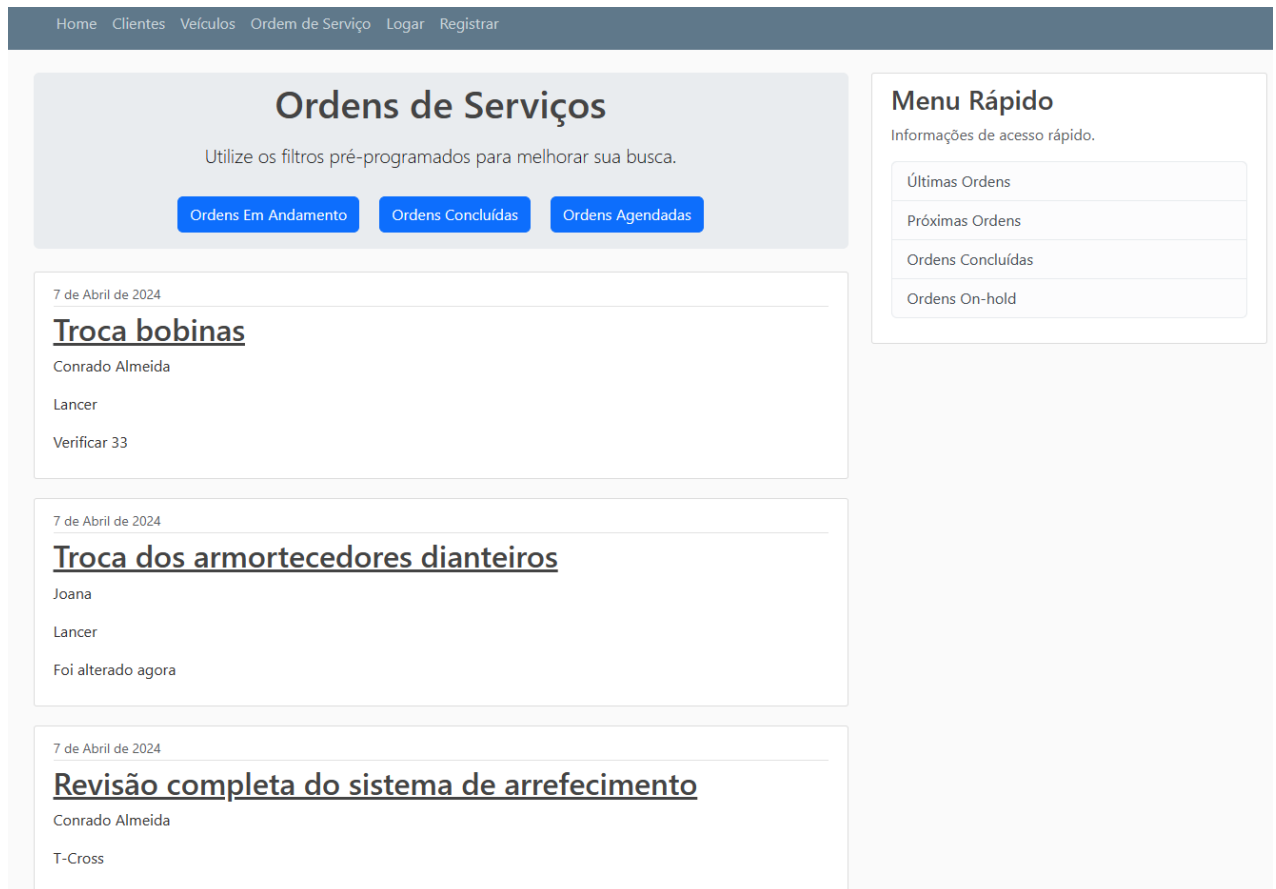 Home Clientes Veículos Ordem de Serviço Logar Registrar
Ordens de Serviços
Utilize os filtros pré-programados para melhorar sua busca.
Ordens Em Andamento Ordens Concluídas Ordens Agendadas
7 de Abril de 2024
Troca bobinas
Conrado Almeida
Lancer
Verificar 33
7 de Abril de 2024
Troca dos armortecedores dianteiros
Joana
Lancer
Foi alterado agora
7 de Abril de 2024
Revisão completa do sistema de arrefecimento
Conrado Almeida
T-Cross
Menu Rápido
Informações de acesso rápido.
Últimas Ordens
Próximas Ordens
Ordens Concluídas
Ordens On-hold